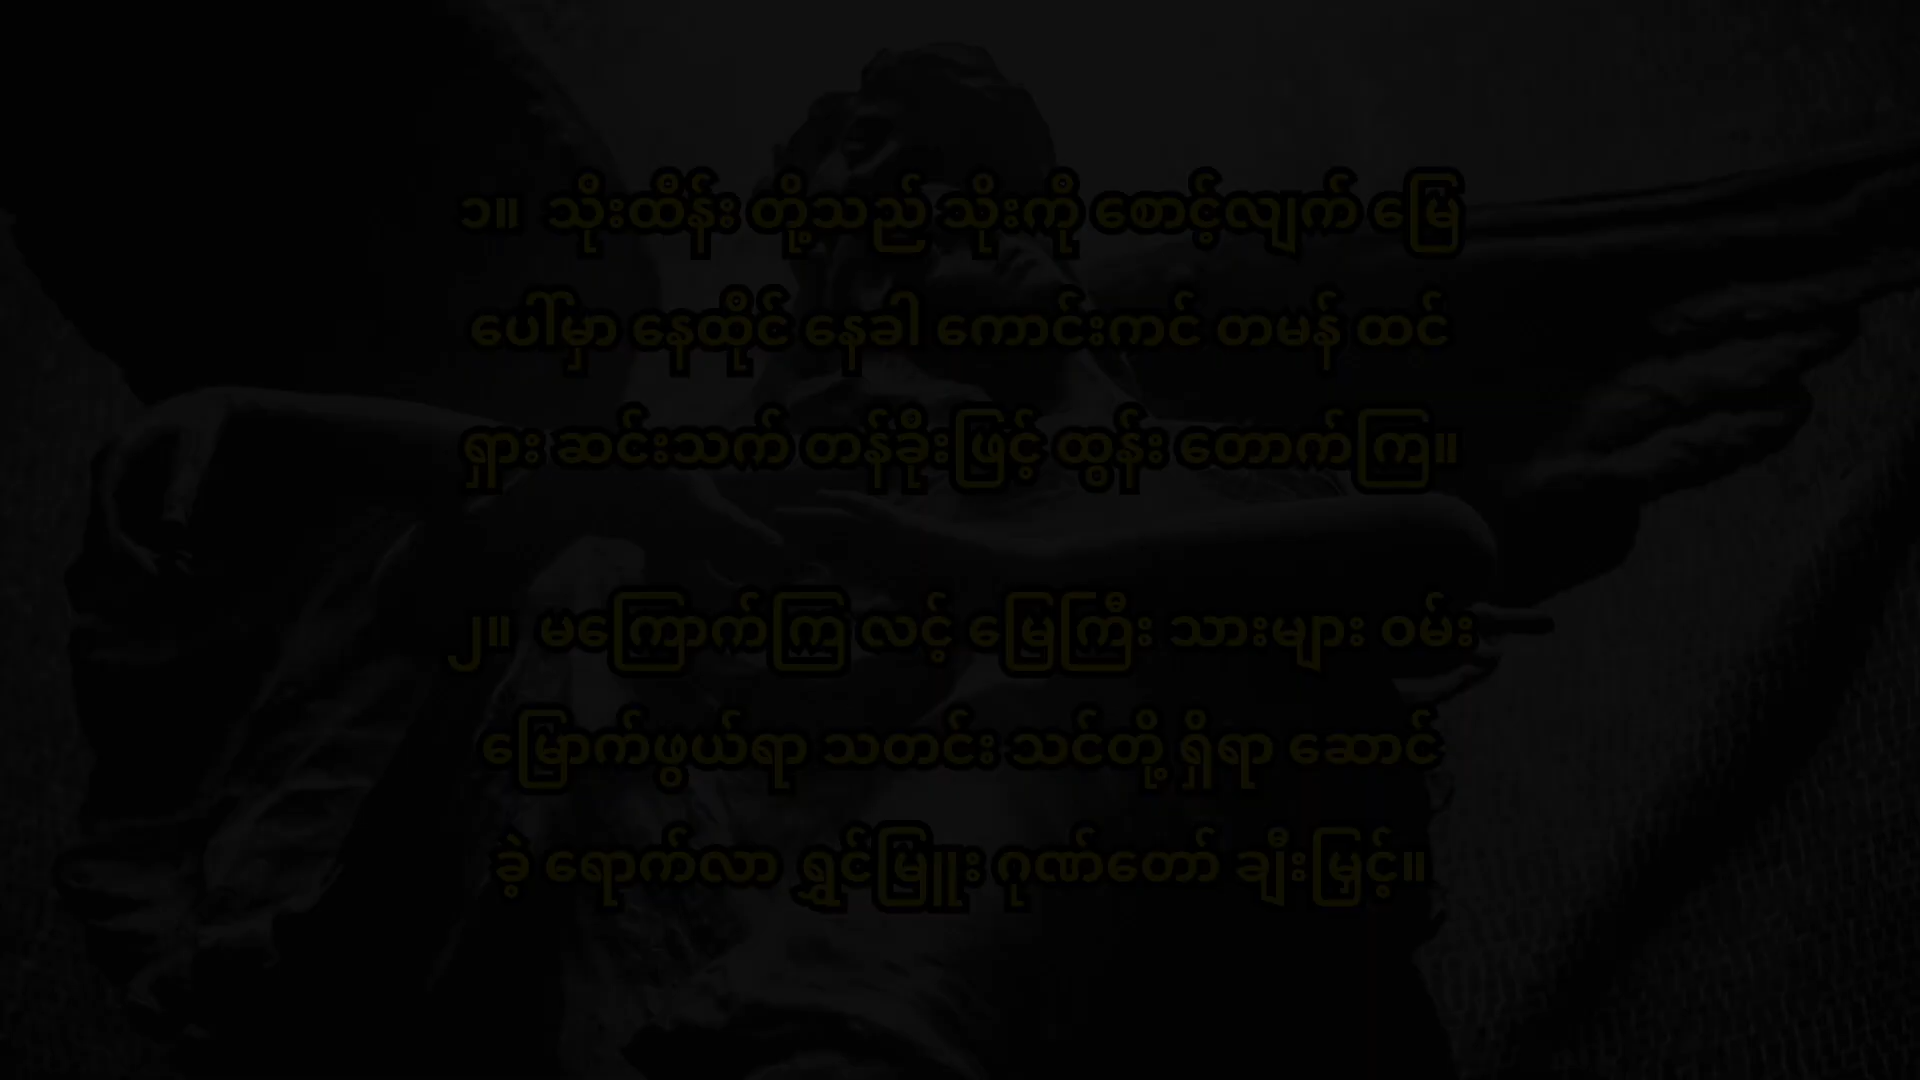 ၁။ သိုးထိန်း တို့သည် သိုးကို စောင့်လျက် မြေ
ပေါ်မှာ နေထိုင် နေခါ ကောင်းကင် တမန် ထင်
ရှား ဆင်းသက် တန်ခိုးဖြင့် ထွန်း တောက်ကြ။
၂။ မကြောက်ကြ လင့် မြေကြီး သားများ ဝမ်း
မြောက်ဖွယ်ရာ သတင်း သင်တို့ ရှိရာ ဆောင်
ခဲ့ ရောက်လာ ရွှင်မြူး ဂုဏ်တော် ချီးမြှင့်။